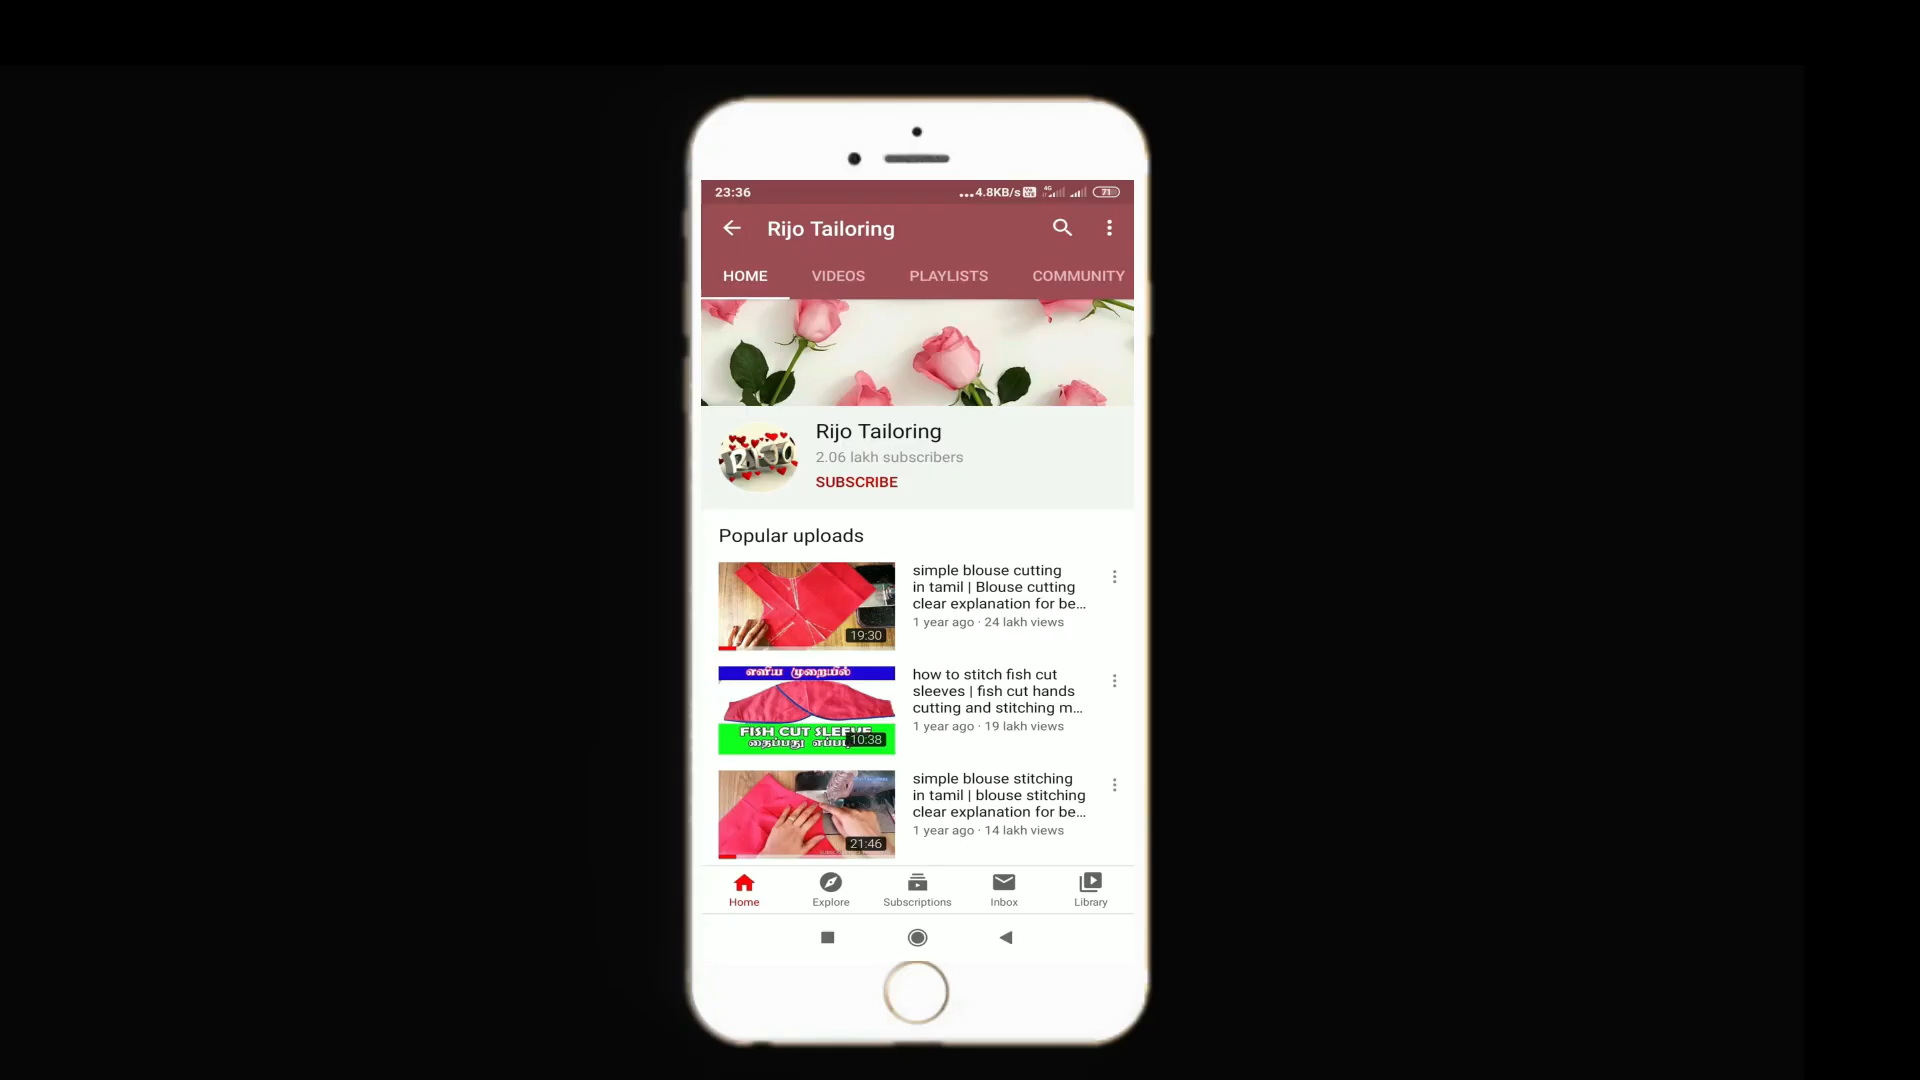 23:36
...4.8KB/s 4G 71
Rijo Tailoring
HOME VIDEOS PLAYLISTS COMMUNITY
RIJO
Rijo Tailoring
2.06 lakh subscribers
SUBSCRIBE
Popular uploads
simple blouse cutting
in tamil | Blouse cutting
clear explanation for be...
1 year ago · 24 lakh views
19:30
எளிய முறையில்
FISH CUT SLEEVE
தைப்பது
10:38
how to stitch fish cut
sleeves | fish cut hands
cutting and stitching m...
1 year ago · 19 lakh views
simple blouse stitching
in tamil | blouse stitching
clear explanation for be...
1 year ago · 14 lakh views
21:46
Home Explore Subscriptions Inbox Library